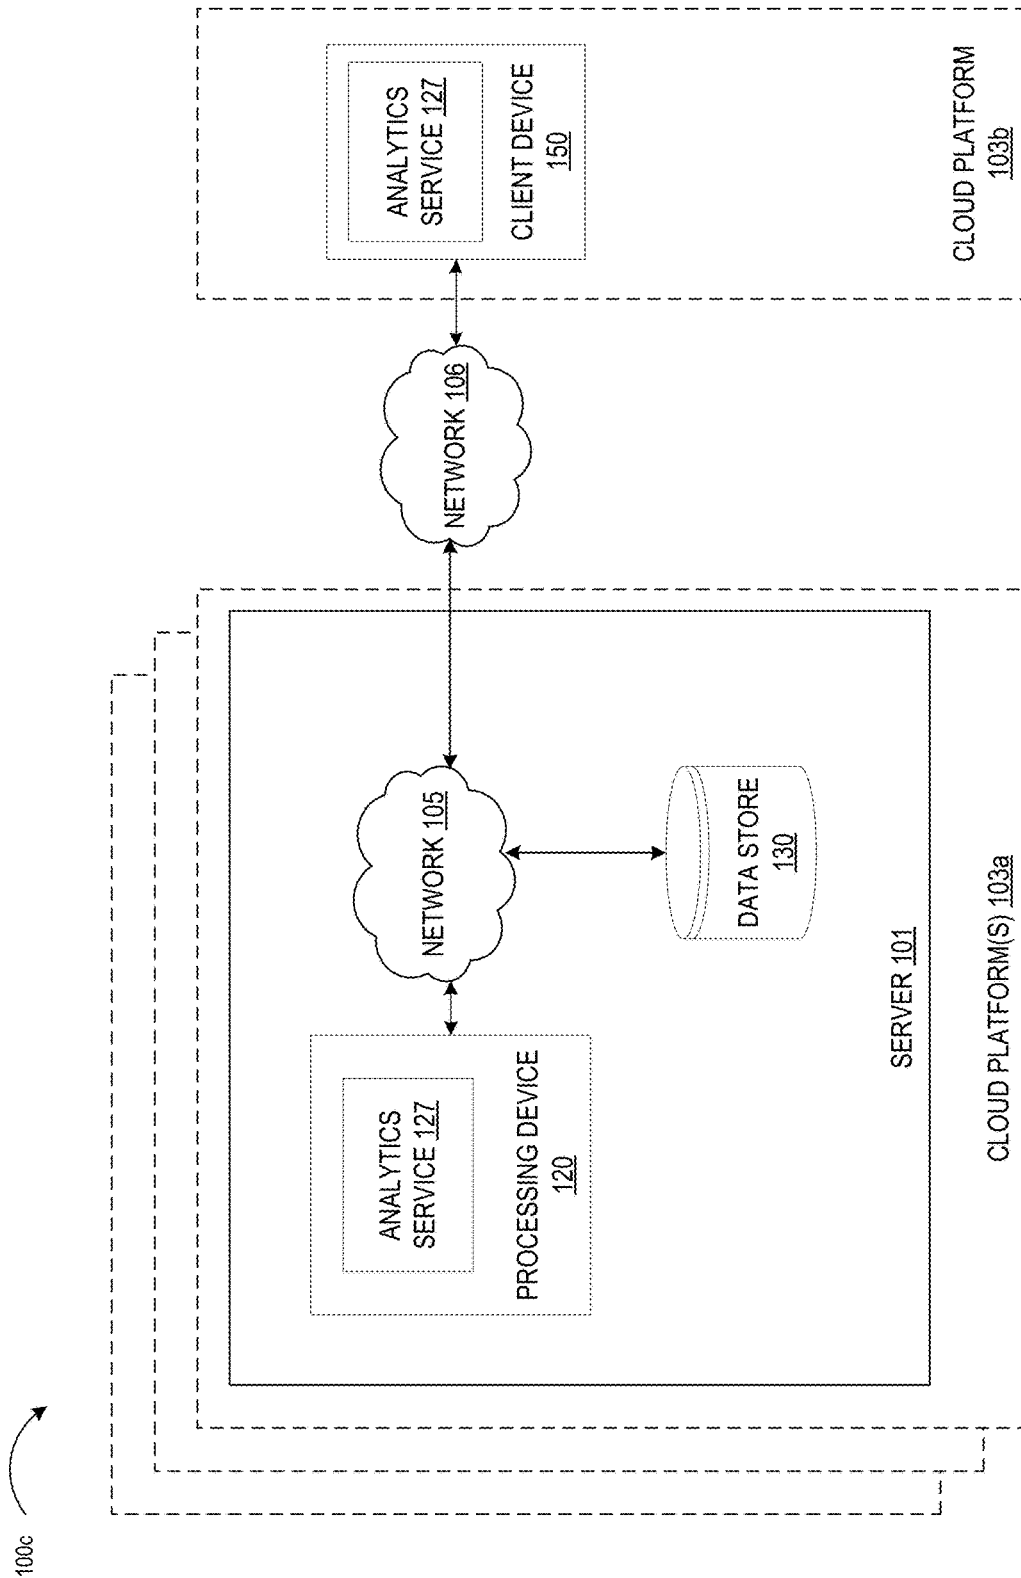 100c
ANALYTICS
SERVICE 127
PROCESSING DEVICE
120
NETWORK 105
DATA STORE
130
SERVER 101
CLOUD PLATFORM(S) 103a
NETWORK 106
ANALYTICS
SERVICE 127
CLIENT DEVICE
150
CLOUD PLATFORM
103b